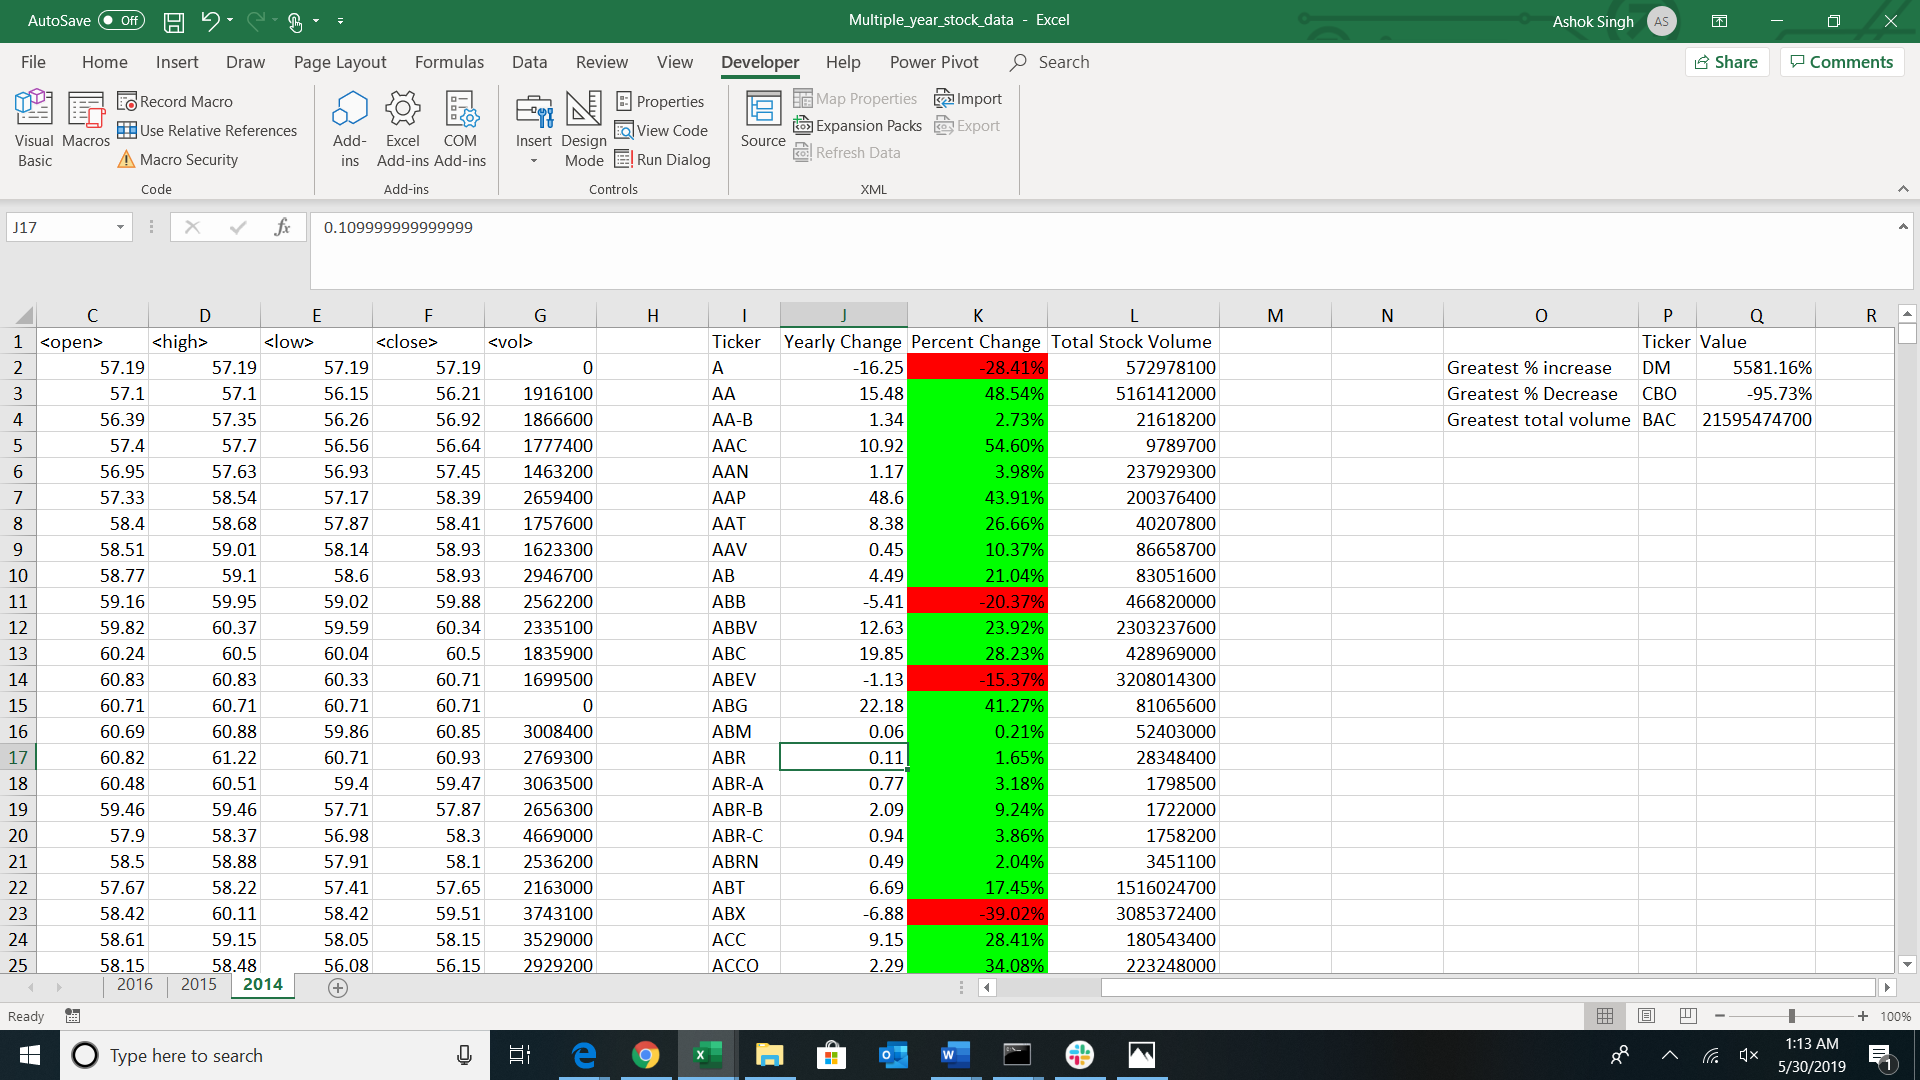 AutoSave Off Multiple_year_stock_data - Excel Ashok Singh AS
File Home Insert Draw Page Layout Formulas Data Review View Developer Help Power Pivot Search Share Comments
Visual Basic
Macros
Record Macro
Use Relative References
Macro Security
Code
Add-ins
Excel Add-ins
COM Add-ins
Add-ins
Insert
Design Mode
Properties
View Code
Run Dialog
Controls
Source
Map Properties
Expansion Packs
Refresh Data
Import
Export
XML
J17 fx 0.109999999999999
C D E F G H I J K L M N O P Q R
1 <open> <high> <low> <close> <vol> Ticker Yearly Change Percent Change Total Stock Volume Ticker Value
2 57.19 57.19 57.19 57.19 0 A -16.25 -28.41% 572978100 Greatest % increase DM 5581.16%
3 57.1 57.1 56.15 56.21 1916100 AA 15.48 48.54% 5161412000 Greatest % Decrease CBO -95.73%
4 56.39 57.35 56.26 56.92 1866600 AA-B 1.34 2.73% 21618200 Greatest total volume BAC 21595474700
5 57.4 57.7 56.56 56.64 1777400 AAC 10.92 54.60% 9789700
6 56.95 57.63 56.93 57.45 1463200 AAN 1.17 3.98% 237929300
7 57.33 58.54 57.17 58.39 2659400 AAP 48.6 43.91% 200376400
8 58.4 58.68 57.87 58.41 1757600 AAT 8.38 26.66% 40207800
9 58.51 59.01 58.14 58.93 1623300 AAV 0.45 10.37% 86658700
10 58.77 59.1 58.6 58.93 2946700 AB 4.49 21.04% 83051600
11 59.16 59.95 59.02 59.88 2562200 ABB -5.41 -20.37% 466820000
12 59.82 60.37 59.59 60.34 2335100 ABBV 12.63 23.92% 2303237600
13 60.24 60.5 60.04 60.5 1835900 ABC 19.85 28.23% 428969000
14 60.83 60.83 60.33 60.71 1699500 ABEV -1.13 -15.37% 3208014300
15 60.71 60.71 60.71 60.71 0 ABG 22.18 41.27% 81065600
16 60.69 60.88 59.86 60.85 3008400 ABM 0.06 0.21% 52403000
17 60.82 61.22 60.71 60.93 2769300 ABR 0.11 1.65% 28348400
18 60.48 60.51 59.4 59.47 3063500 ABR-A 0.77 3.18% 1798500
19 59.46 59.46 57.71 57.87 2656300 ABR-B 2.09 9.24% 1722000
20 57.9 58.37 56.98 58.3 4669000 ABR-C 0.94 3.86% 1758200
21 58.5 58.88 57.91 58.1 2536200 ABRN 0.49 2.04% 3451100
22 57.67 58.22 57.41 57.65 2163000 ABT 6.69 17.45% 1516024700
23 58.42 60.11 58.42 59.51 3743100 ABX -6.88 -39.02% 3085372400
24 58.61 59.15 58.05 58.15 3529000 ACC 9.15 28.41% 180543400
25 58.15 58.48 56.08 56.15 2929200 ACCO 2.29 34.08% 223248000
2016 2015 2014
Ready 100%
Type here to search
1:13 AM
5/30/2019
1